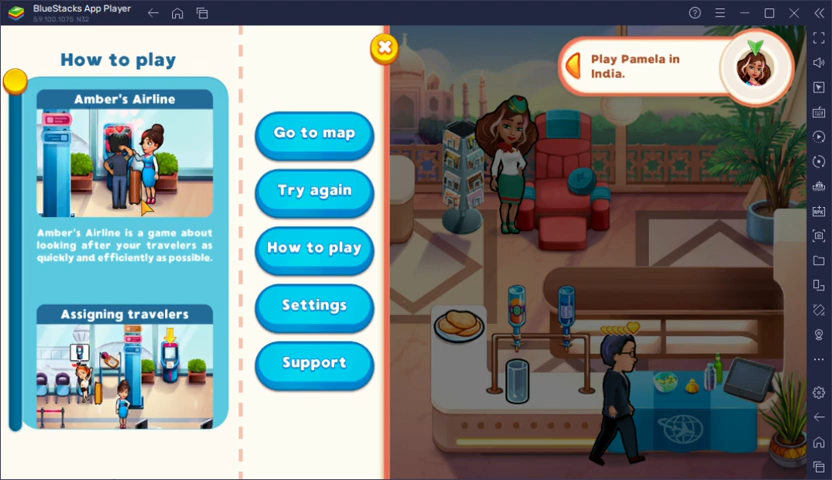 BlueStacks App Player
5.9.100.1076 N32
How to play
Amber's Airline
Amber's Airline is a game about
looking after your travelers as
quickly and efficiently as possible.
Assigning travelers
Go to map
Try again
How to play
Settings
Support
Play Pamela in
India.